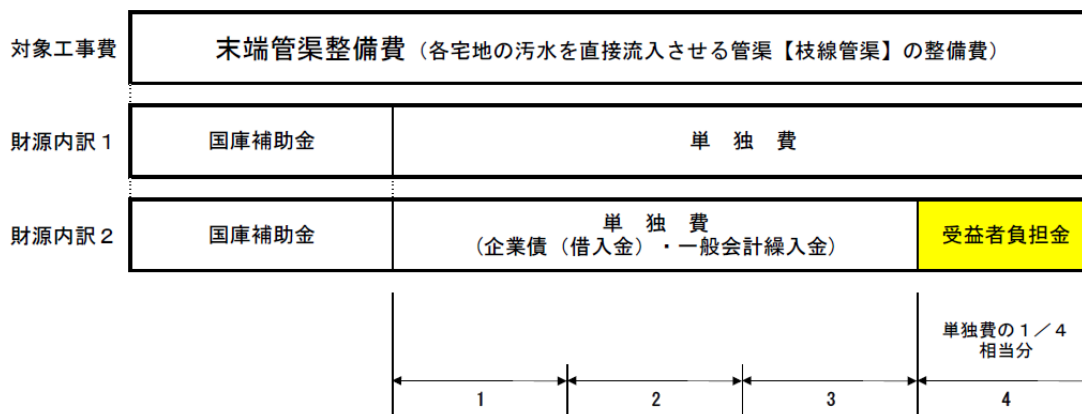 対象工事費
末端管渠整備費（各宅地の汚水を直接流入させる管渠【枝線管渠】の整備費）
財源内訳１
国庫補助金
単　独　費
財源内訳２
国庫補助金
単　独　費
（企業債（借入金）・一般会計繰入金）
受益者負担金
単独費の１／４
相当分
1
2
3
4